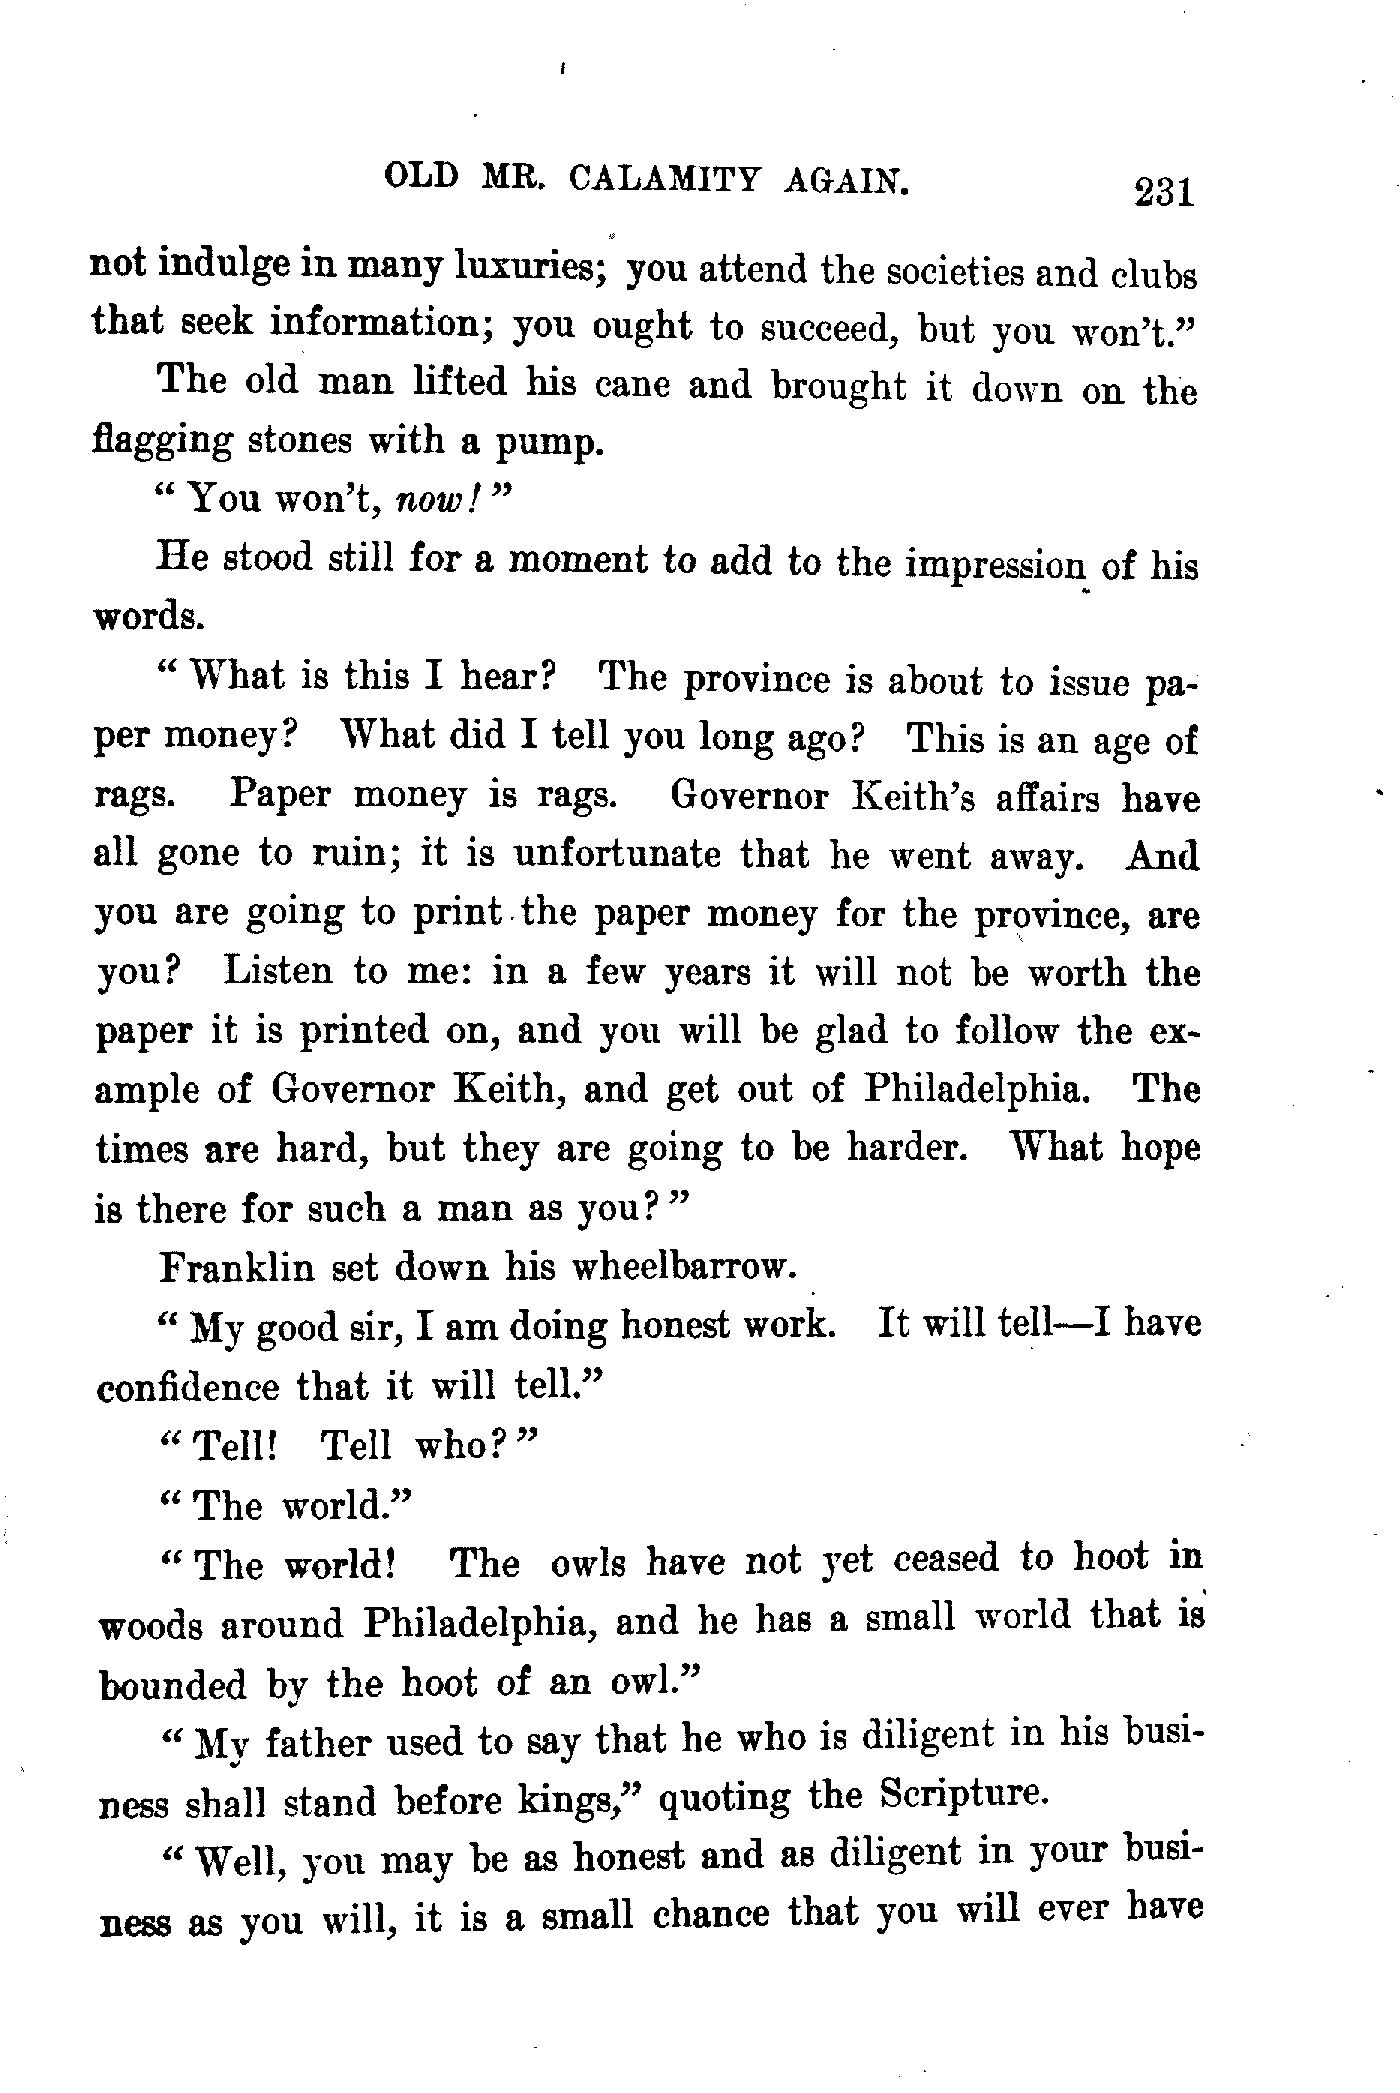 OLD MR. CALAMITY AGAIN. 231
not indulge in many luxuries; you attend the societies and clubs
that seek information; you ought to succeed, but you won't."
The old man lifted his cane and brought it down on the
flagging stones with a pump.
"You won't, now!"
He stood still for a moment to add to the impression of his
words.
"What is this I hear? The province is about to issue pa-
per money? What did I tell you long ago? This is an age of
rags. Paper money is rags. Governor Keith's affairs have
all gone to ruin; it is unfortunate that he went away. And
you are going to print the paper money for the province, are
you? Listen to me: in a few years it will not be worth the
paper it is printed on, and you will be glad to follow the ex-
ample of Governor Keith, and get out of Philadelphia. The
times are hard, but they are going to be harder. What hope
is there for such a man as you?"
Franklin set down his wheelbarrow.
"My good sir, I am doing honest work. It will tell—I have
confidence that it will tell."
"Tell! Tell who?"
"The world."
"The world! The owls have not yet ceased to hoot in
woods around Philadelphia, and he has a small world that is
bounded by the hoot of an owl."
"My father used to say that he who is diligent in his busi-
ness shall stand before kings," quoting the Scripture.
"Well, you may be as honest and as diligent in your busi-
ness as you will, it is a small chance that you will ever have